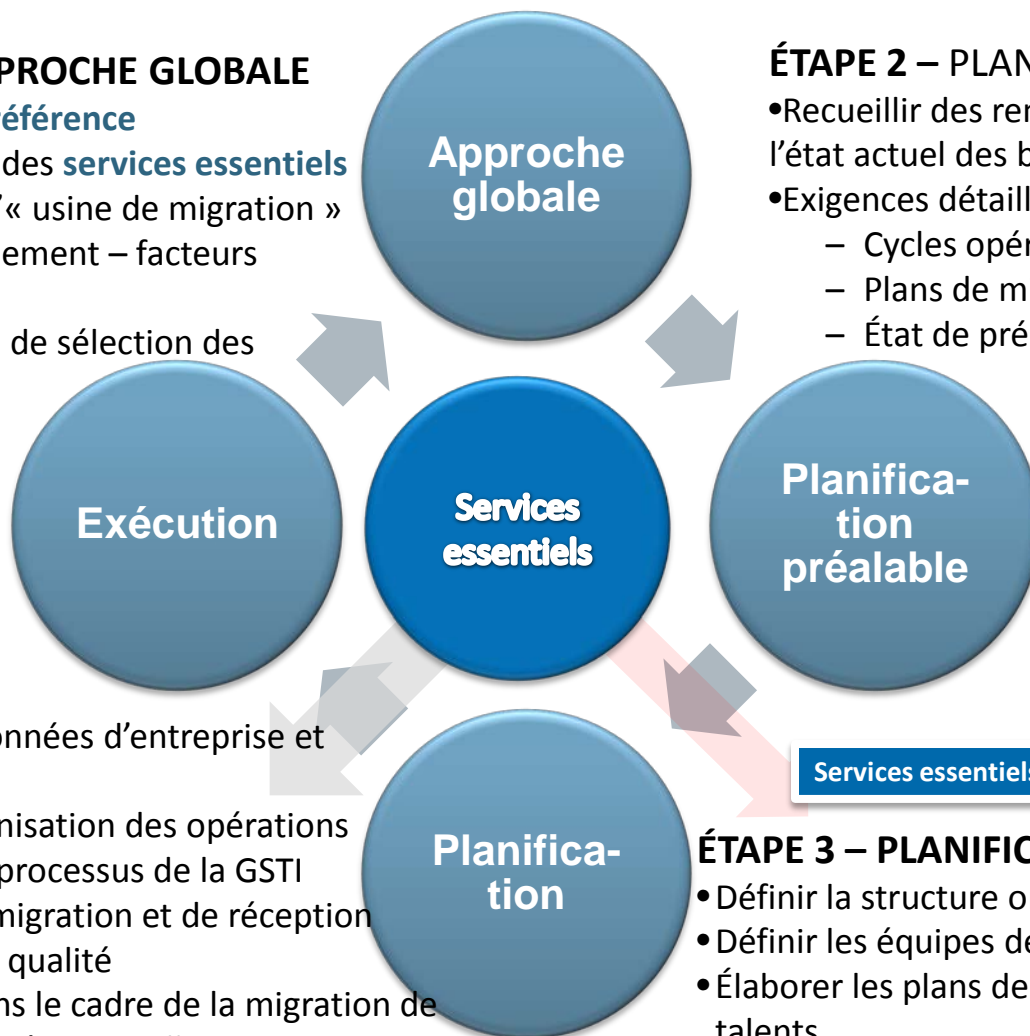 PROCHE GLOBALE
éférence
des services essentiels
’« usine de migration »
ement – facteurs
de sélection des
Approche
globale
ÉTAPE 2 – PLAN
•Recueillir des
l’état actuel des
•Exigences
– Cycles
– Plans de
– État de
Exécution
Services
essentiels
Planifica-
tion
préalable
onnées d’entreprise et
nisation des opérations
processus de la GSTI
migration et de réception
qualité
ns le cadre de la migration de
Planifica-
tion
Services essentiels
ÉTAPE 3 – PLANIFIC
•Définir la structure o
•Définir les équipes de
•Élaborer les plans de
talents